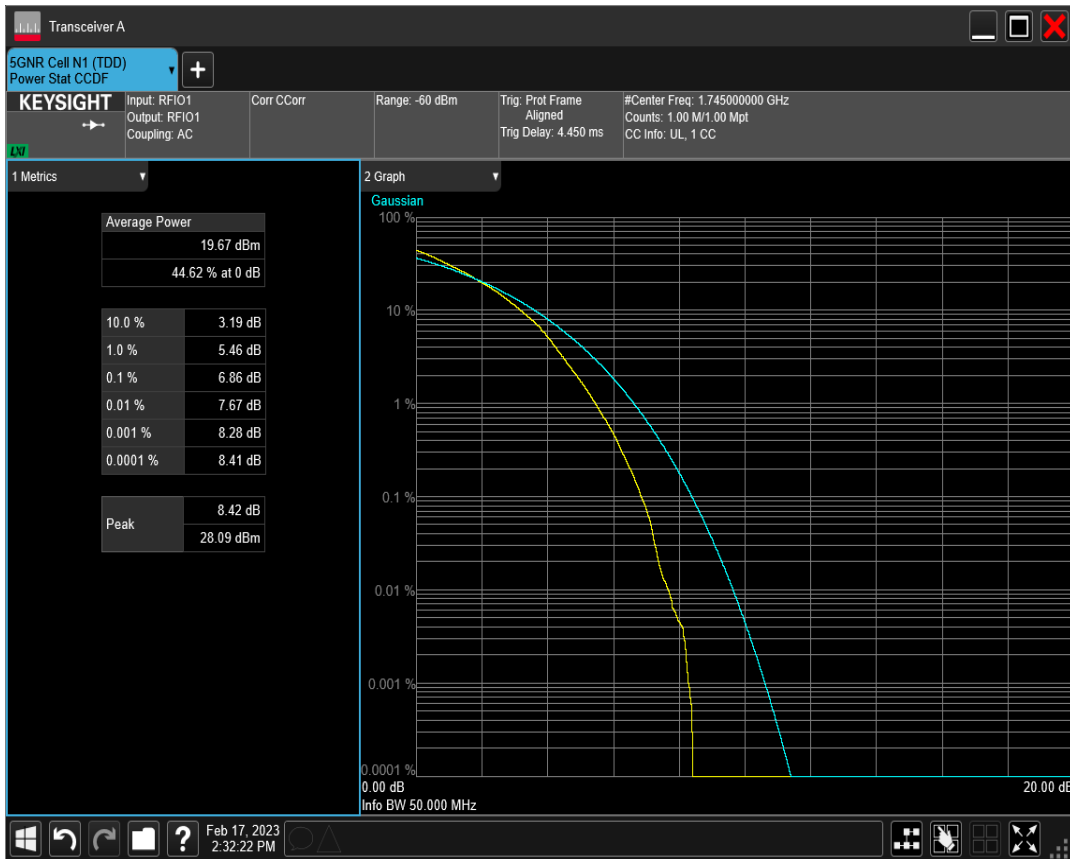 Transceiver A
5GNR Cell N1 (TDD)
Power Stat CCDF
KEYSIGHT
LXI
Input: RFIO1
Output: RFIO1
Coupling: AC
Corr CCorr
Range: -60 dBm
Trig: Prot Frame
Aligned
Trig Delay: 4.450 ms
#Center Freq: 1.745000000 GHz
Counts: 1.00 M/1.00 Mpt
CC Info: UL, 1 CC
1 Metrics
Average Power
19.67 dBm
44.62 % at 0 dB
10.0 % 3.19 dB
1.0 % 5.46 dB
0.1 % 6.86 dB
0.01 % 7.67 dB
0.001 % 8.28 dB
0.0001 % 8.41 dB
Peak 8.42 dB
28.09 dBm
2 Graph
Gaussian
100 %
10 %
1 %
0.1 %
0.01 %
0.001 %
0.0001 %
0.00 dB 20.00 dB
Info BW 50.000 MHz
?
Feb 17, 2023
2:32:22 PM